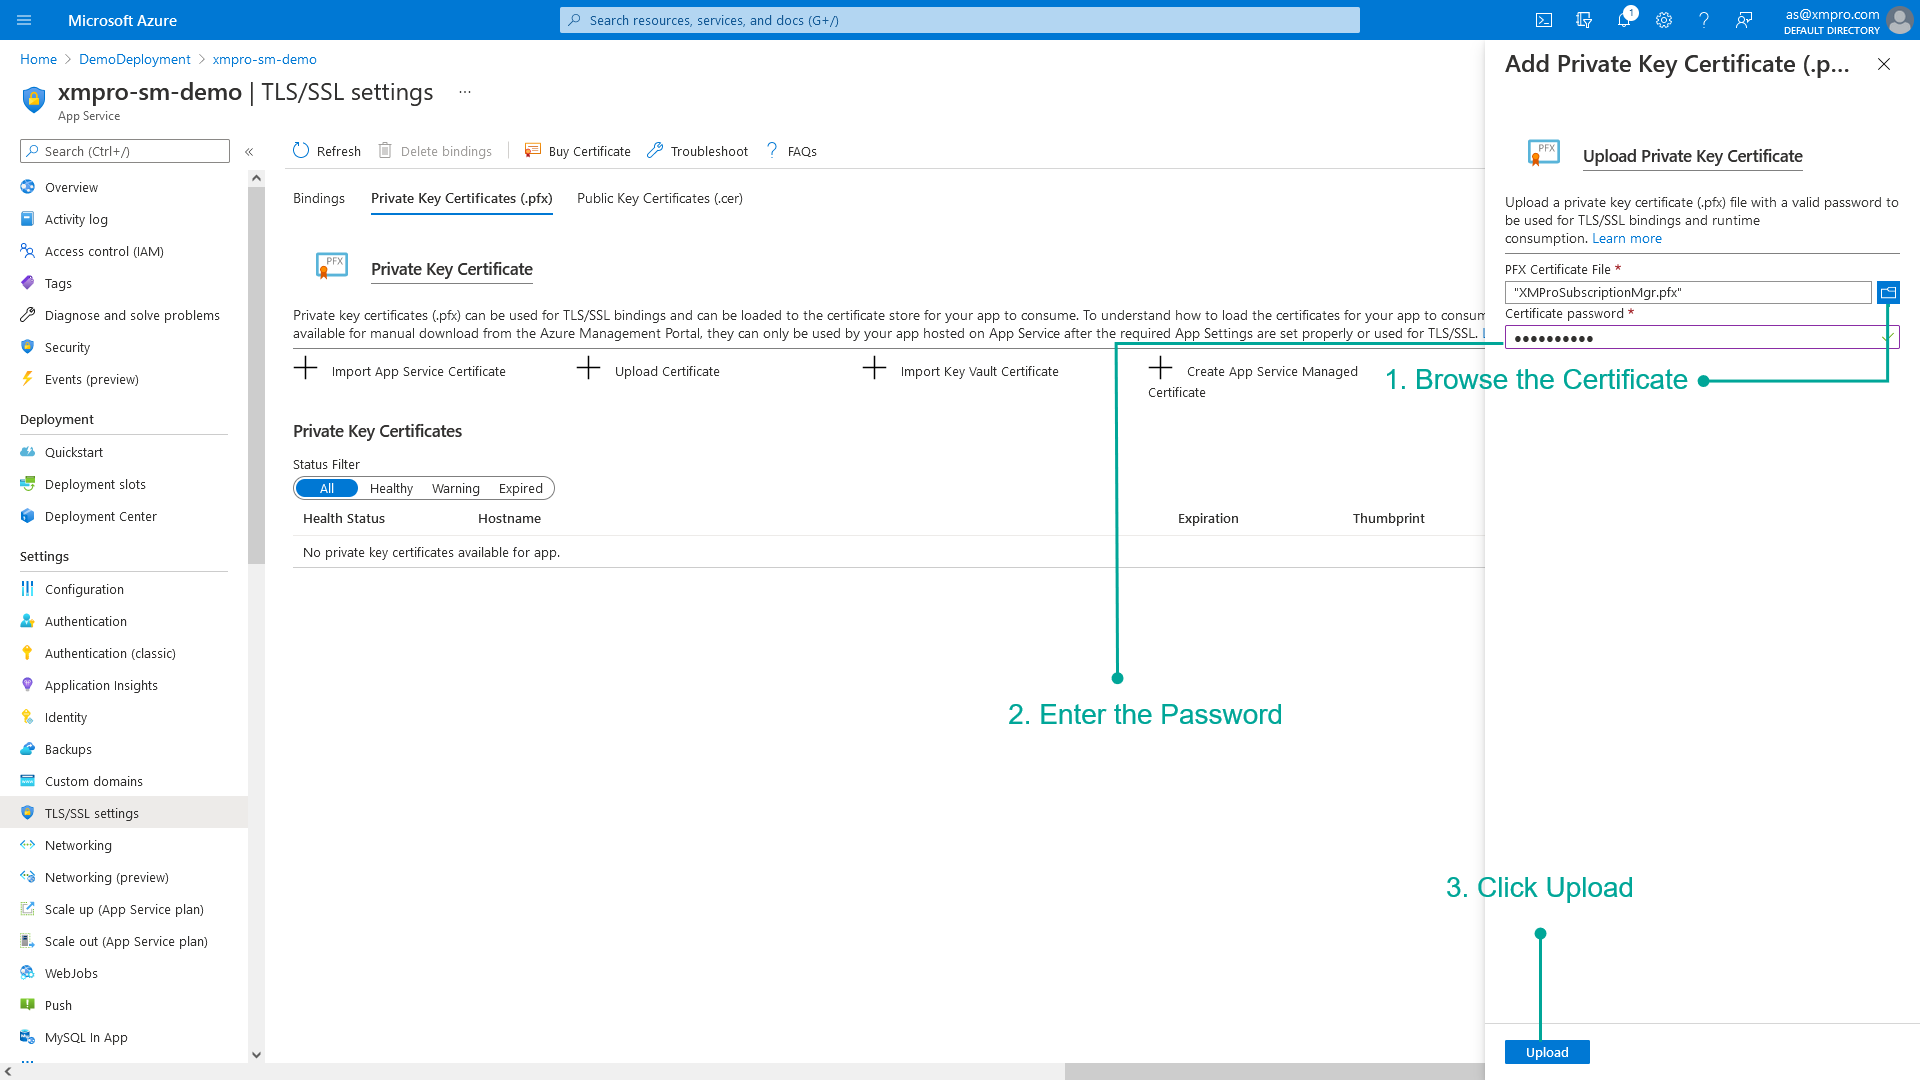 Microsoft Azure
Search resources, services, and docs (G+/)
1
as@xmpro.com
DEFAULT DIRECTORY
Home > DemoDeployment > xmpro-sm-demo
xmpro-sm-demo | TLS/SSL settings ...
App Service
Search (Ctrl+/)
«
Overview
Activity log
Access control (IAM)
Tags
Diagnose and solve problems
Security
Events (preview)
Deployment
Quickstart
Deployment slots
Deployment Center
Settings
Configuration
Authentication
Authentication (classic)
Application Insights
Identity
Backups
Custom domains
TLS/SSL settings
Networking
Networking (preview)
Scale up (App Service plan)
Scale out (App Service plan)
WebJobs
Push
MySQL In App
Refresh Delete bindings Buy Certificate Troubleshoot ? FAQs
Bindings Private Key Certificates (.pfx) Public Key Certificates (.cer)
PFX
Private Key Certificate
Private key certificates (.pfx) can be used for TLS/SSL bindings and can be loaded to the certificate store for your app to consume. To understand how to load the certificates for your app to consum
available for manual download from the Azure Management Portal, they can only be used by your app hosted on App Service after the required App Settings are set properly or used for TLS/SSL.
Import App Service Certificate
Upload Certificate
Import Key Vault Certificate
Create App Service Managed
Certificate
Private Key Certificates
Status Filter
All Healthy Warning Expired
Health Status Hostname Expiration Thumbprint
No private key certificates available for app.
Add Private Key Certificate (.p...
PFX
Upload Private Key Certificate
Upload a private key certificate (.pfx) file with a valid password to
be used for TLS/SSL bindings and runtime
consumption. Learn more
PFX Certificate File *
"XMProSubscriptionMgr.pfx"
Certificate password *
••••••••••
1. Browse the Certificate
2. Enter the Password
3. Click Upload
Upload